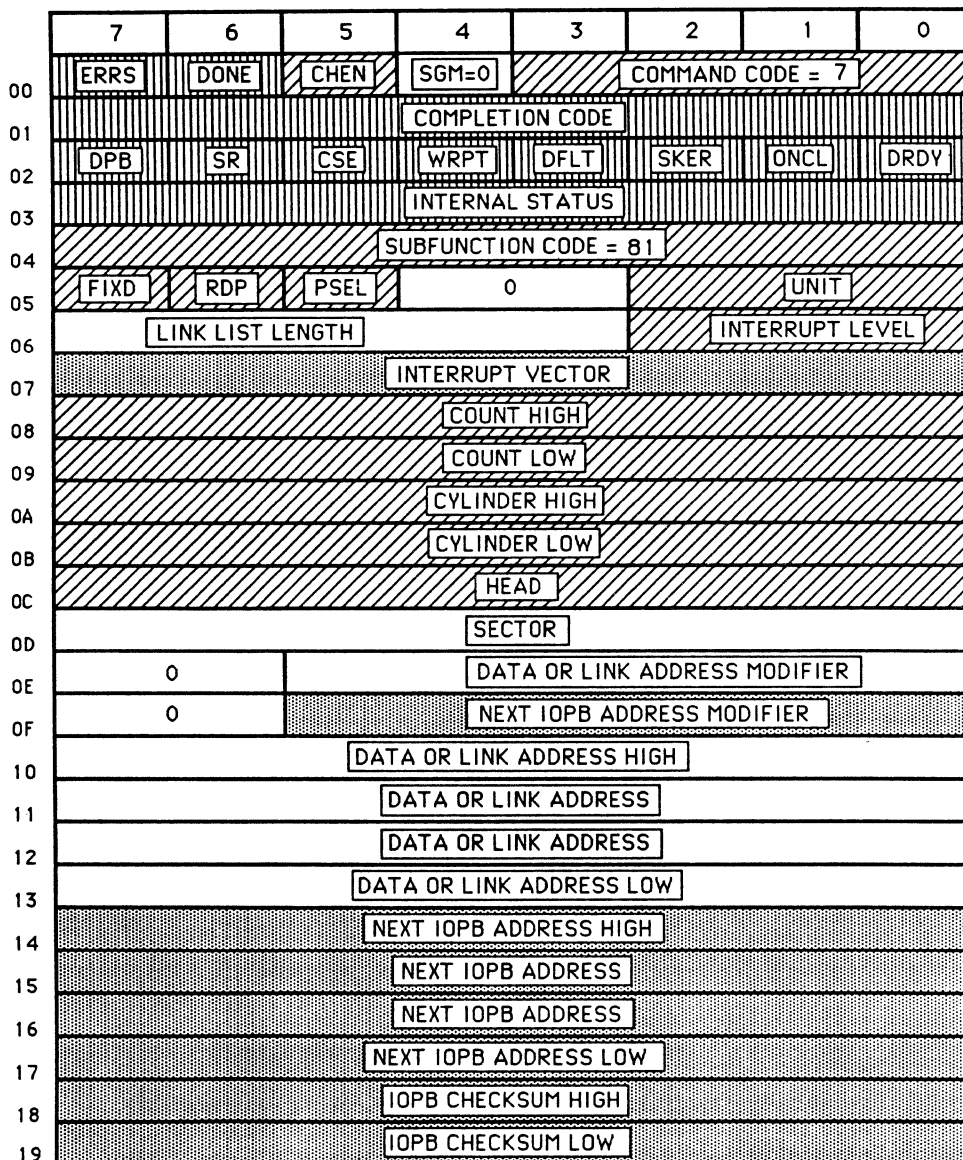 7 6 5 4 3 2 1 0
00 ERRS DONE CHEN SGM=0 COMMAND CODE = 7
01 COMPLETION CODE
02 DPB SR CSE WRPT DFLT SKER ONCL DRDY
03 INTERNAL STATUS
04 SUBFUNCTION CODE = 81
05 FIXD RDP PSEL 0 UNIT
06 LINK LIST LENGTH INTERRUPT LEVEL
07 INTERRUPT VECTOR
08 COUNT HIGH
09 COUNT LOW
0A CYLINDER HIGH
0B CYLINDER LOW
0C HEAD
0D SECTOR
0E 0 DATA OR LINK ADDRESS MODIFIER
0F 0 NEXT IOPB ADDRESS MODIFIER
10 DATA OR LINK ADDRESS HIGH
11 DATA OR LINK ADDRESS
12 DATA OR LINK ADDRESS
13 DATA OR LINK ADDRESS LOW
14 NEXT IOPB ADDRESS HIGH
15 NEXT IOPB ADDRESS
16 NEXT IOPB ADDRESS
17 NEXT IOPB ADDRESS LOW
18 IOPB CHECKSUM HIGH
19 IOPB CHECKSUM LOW